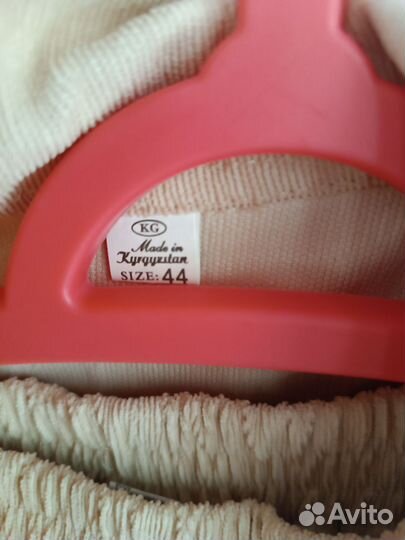 KG
Made in
Kyrgyzstan
SIZE: 44
Avito